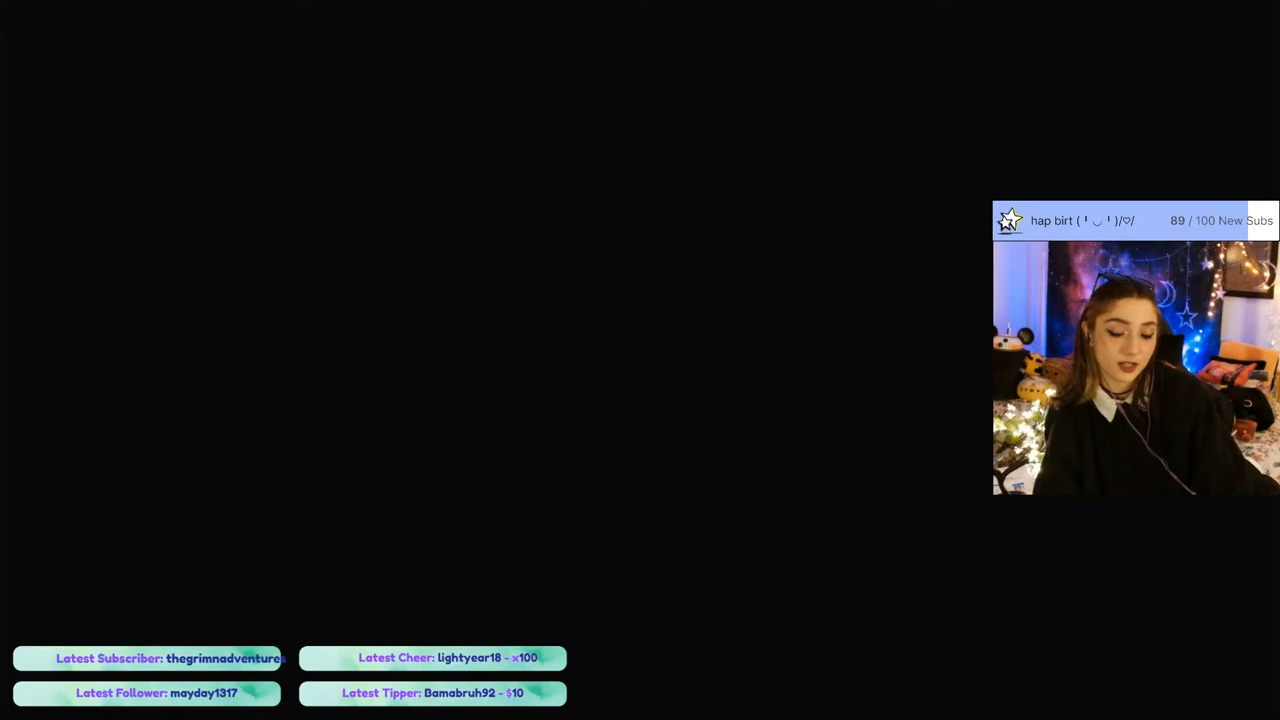 hap birt ( ╹ ◡ ╹ )/♡/ 89 / 100 New Subs
Latest Subscriber: thegrimnadventures
Latest Cheer: lightyear18 - x100
Latest Follower: mayday1317
Latest Tipper: Bamabruh92 - $10